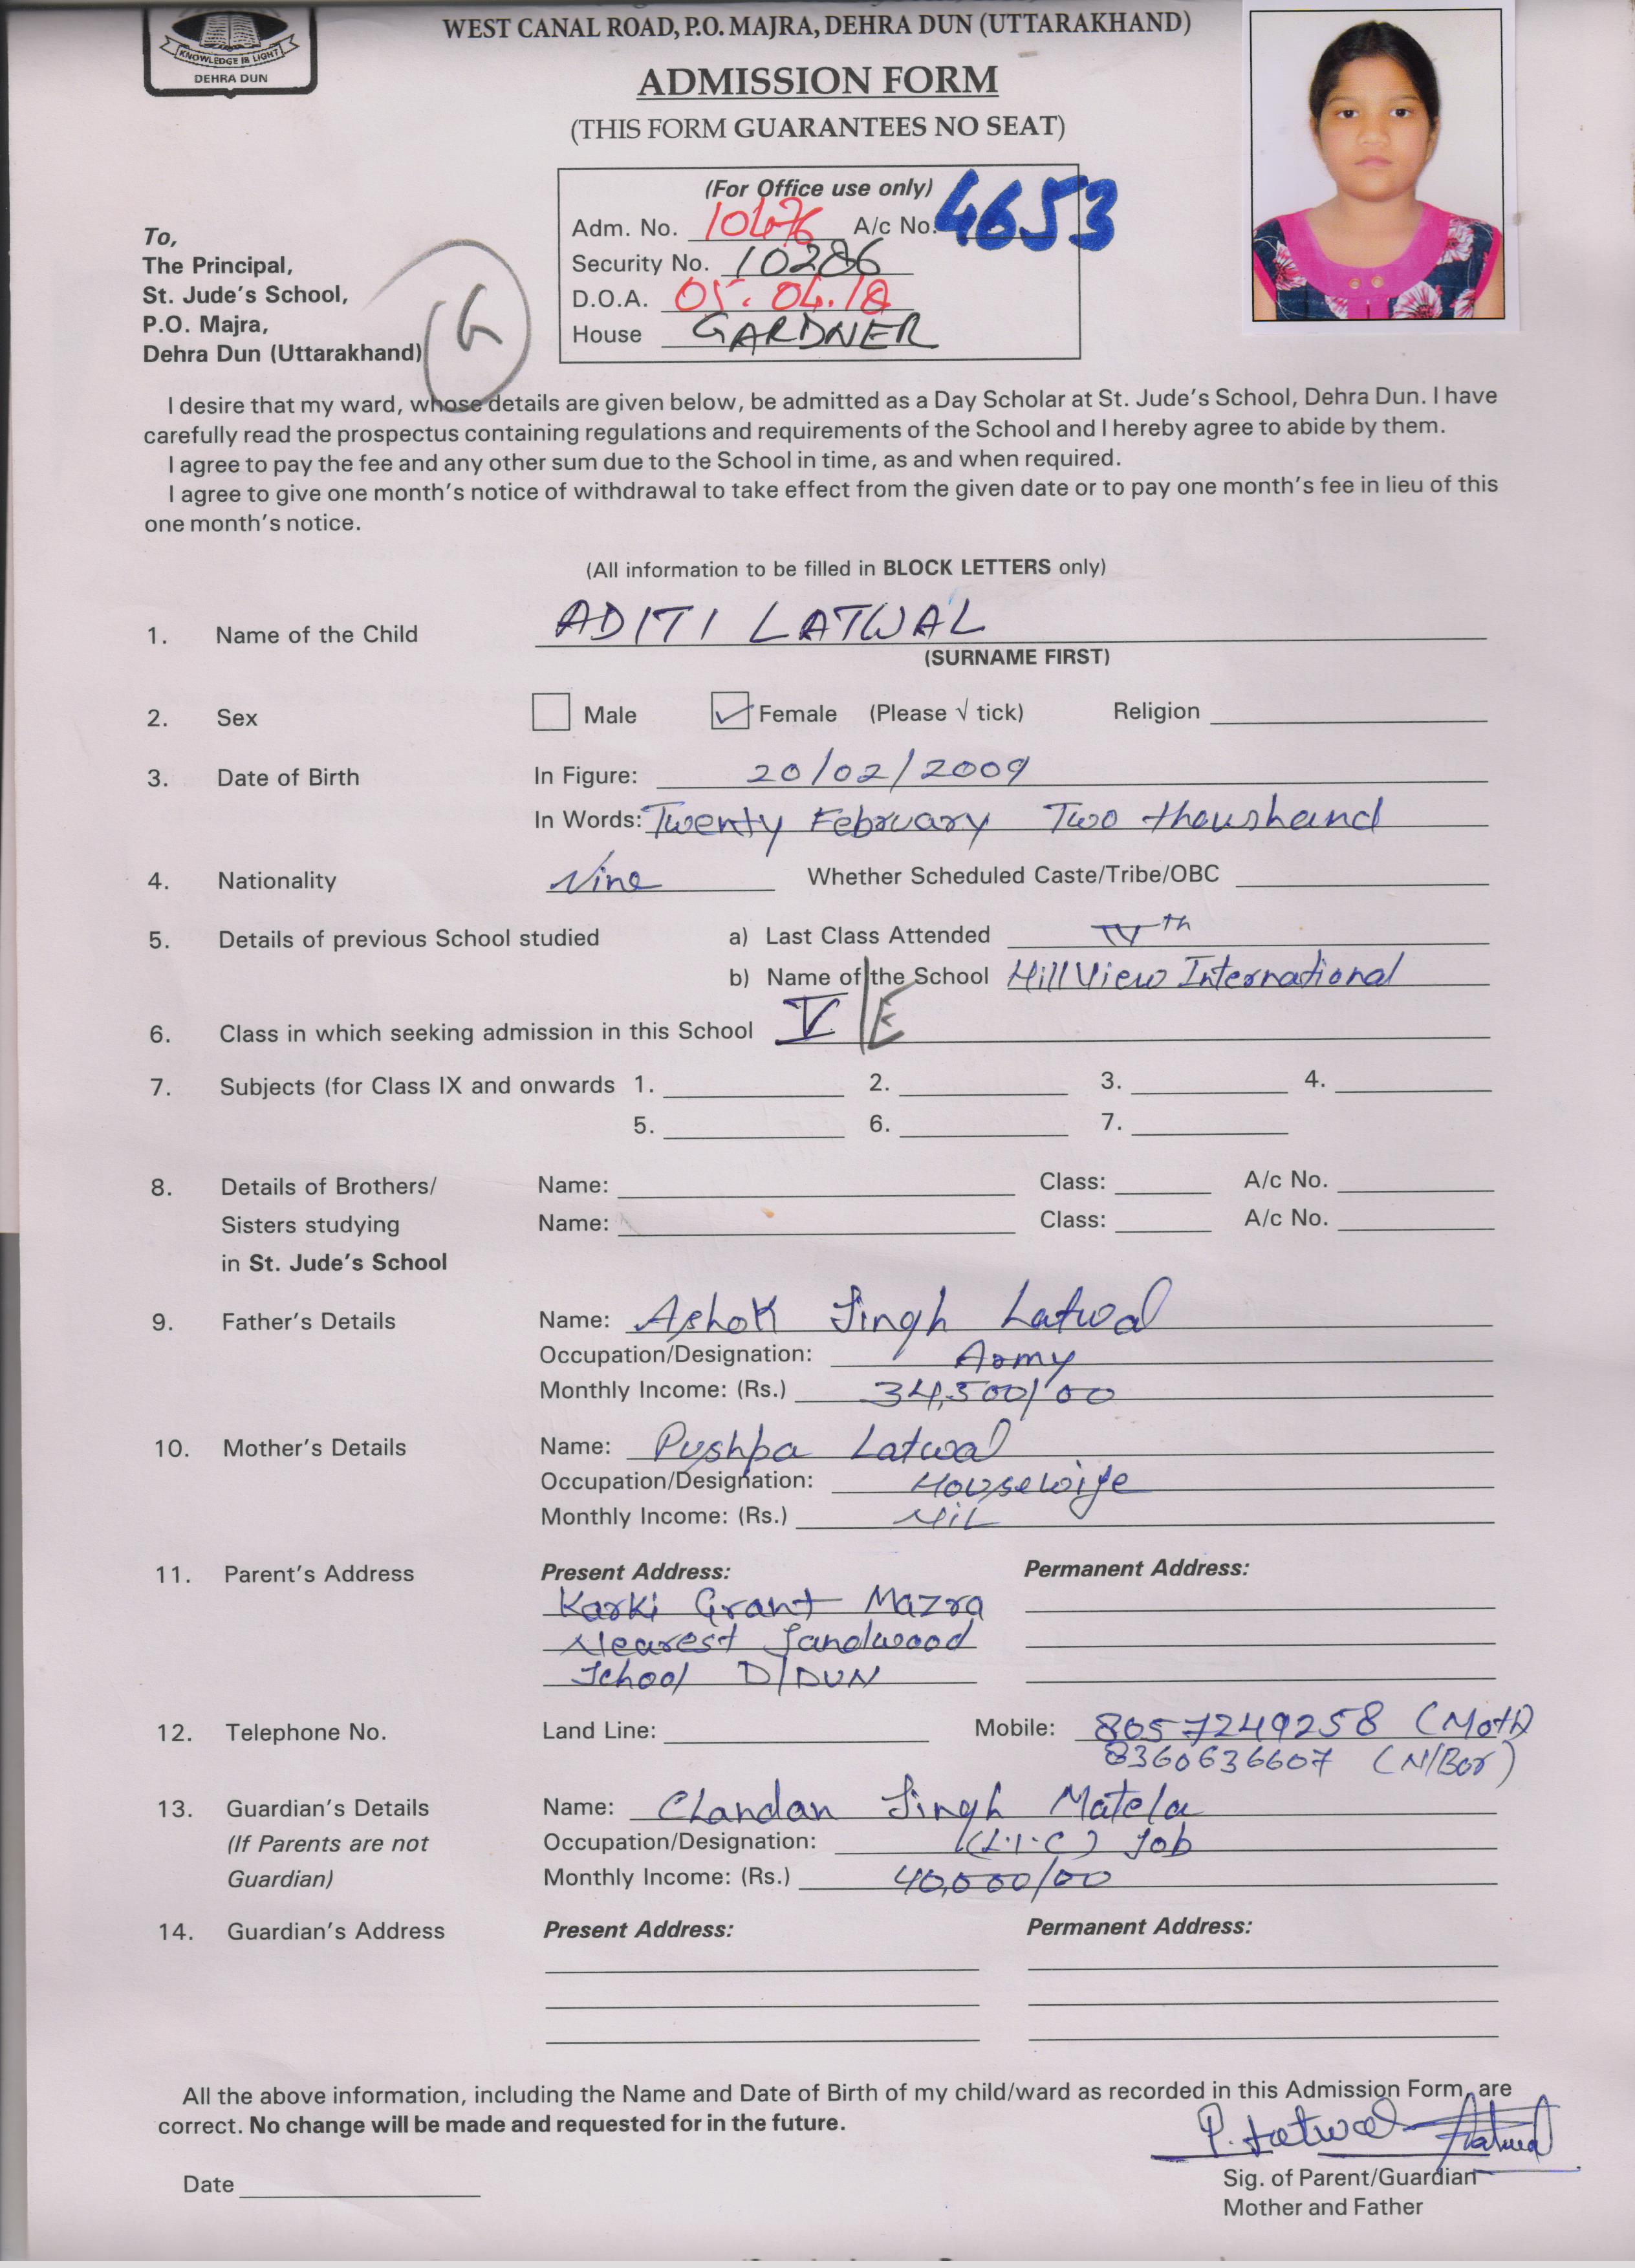 KNOWLEDGE IS LIGHT
DEHRA DUN
WEST CANAL ROAD, P.O. MAJRA, DEHRA DUN (UTTARAKHAND)
ADMISSION FORM
(THIS FORM GUARANTEES NO SEAT)
(For Office use only)
Adm. No. 10476 A/c No. 4653
Security No. 10286
D.O.A. 05.04.18
House GARDNER
To,
The Principal,
St. Jude's School,
P.O. Majra,
Dehra Dun (Uttarakhand)
G
I desire that my ward, whose details are given below, be admitted as a Day Scholar at St. Jude's School, Dehra Dun. I have
carefully read the prospectus containing regulations and requirements of the School and I hereby agree to abide by them.
I agree to pay the fee and any other sum due to the School in time, as and when required.
I agree to give one month's notice of withdrawal to take effect from the given date or to pay one month's fee in lieu of this
one month's notice.
(All information to be filled in BLOCK LETTERS only)
1. Name of the Child ADITI LATWAL
(SURNAME FIRST)
2. Sex Male Female (Please √ tick) Religion
3. Date of Birth In Figure: 20/02/2009
In Words: Twenty February Two thoushand
4. Nationality Nine Whether Scheduled Caste/Tribe/OBC
5. Details of previous School studied a) Last Class Attended IVth
b) Name of the School Hill View International
6. Class in which seeking admission in this School V/E
7. Subjects (for Class IX and onwards 1. 2. 3. 4.
5. 6. 7.
8. Details of Brothers/ Name: Class: A/c No.
Sisters studying Name: Class: A/c No.
in St. Jude's School
9. Father's Details Name: Ashok Singh Latwal
Occupation/Designation: Army
Monthly Income: (Rs.) 34,500/00
10. Mother's Details Name: Pushpa Latwal
Occupation/Designation: Housewife
Monthly Income: (Rs.) NiL
11. Parent's Address Present Address: Permanent Address:
Karki Grant Mazra
Nearest Sandwood
School D/DUN
12. Telephone No. Land Line: Mobile: 8057249258 (Moth)
8360636607 (N/Bor)
13. Guardian's Details Name: Chandan Singh Matela
(If Parents are not Occupation/Designation: (L.I.C) Job
Guardian) Monthly Income: (Rs.) 40,000/00
14. Guardian's Address Present Address: Permanent Address:
All the above information, including the Name and Date of Birth of my child/ward as recorded in this Admission Form, are
correct. No change will be made and requested for in the future.
P. Latwal
Date
Sig. of Parent/Guardian
Mother and Father